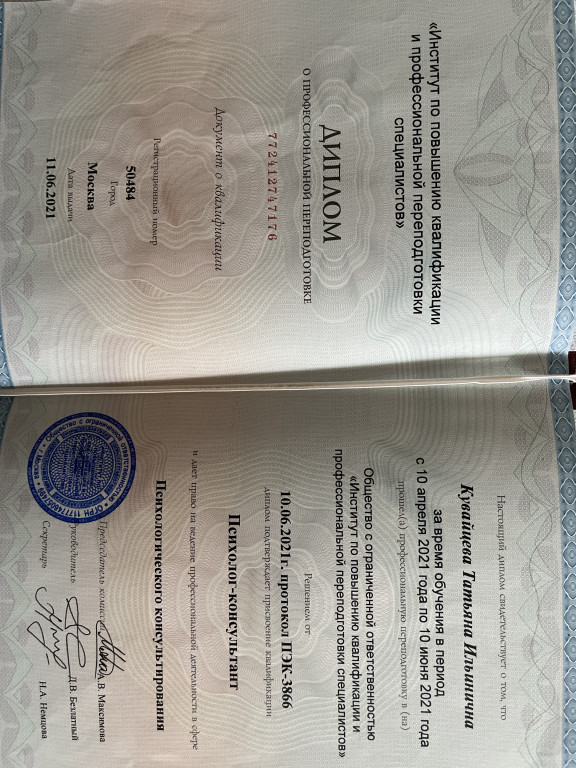 «Институт по повышению квалификации
и профессиональной переподготовки
специалистов»
ДИПЛОМ
О ПРОФЕССИОНАЛЬНОЙ ПЕРЕПОДГОТОВКЕ
772412747176
Документ о квалификации
Регистрационный номер
50484
Город
Москва
Дата выдачи
11.06.2021
Настоящий диплом свидетельствует о том, что
Кувайцева Татьяна Ильинична
за время обучения в период
с 10 апреля 2021 года по 10 июня 2021 года
прошел(а) профессиональную переподготовку в (на)
Общество с ограниченной ответственностью
«Институт по повышению квалификации и
профессиональной переподготовки специалистов»
Решением от
10.06.2021г. протокол ПЭК-3866
диплом подтверждает присвоение квалификации
Психолог-консультант
и дает право на ведение профессиональной деятельности в сфере
Психологического консультирования
Председатель комиссии А.В. Максимова
Руководитель Д.В. Бехлатный
Секретарь Н.А. Немцова
Общество с ограниченной ответственностью